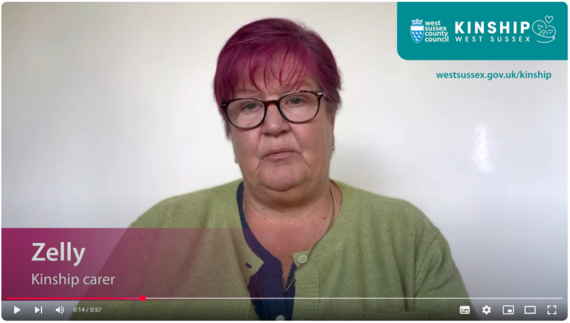 west
sussex
county
council
KINSHIP
WEST SUSSEX
westsussex.gov.uk/kinship
Zelly
Kinship carer
0:14 / 0:57